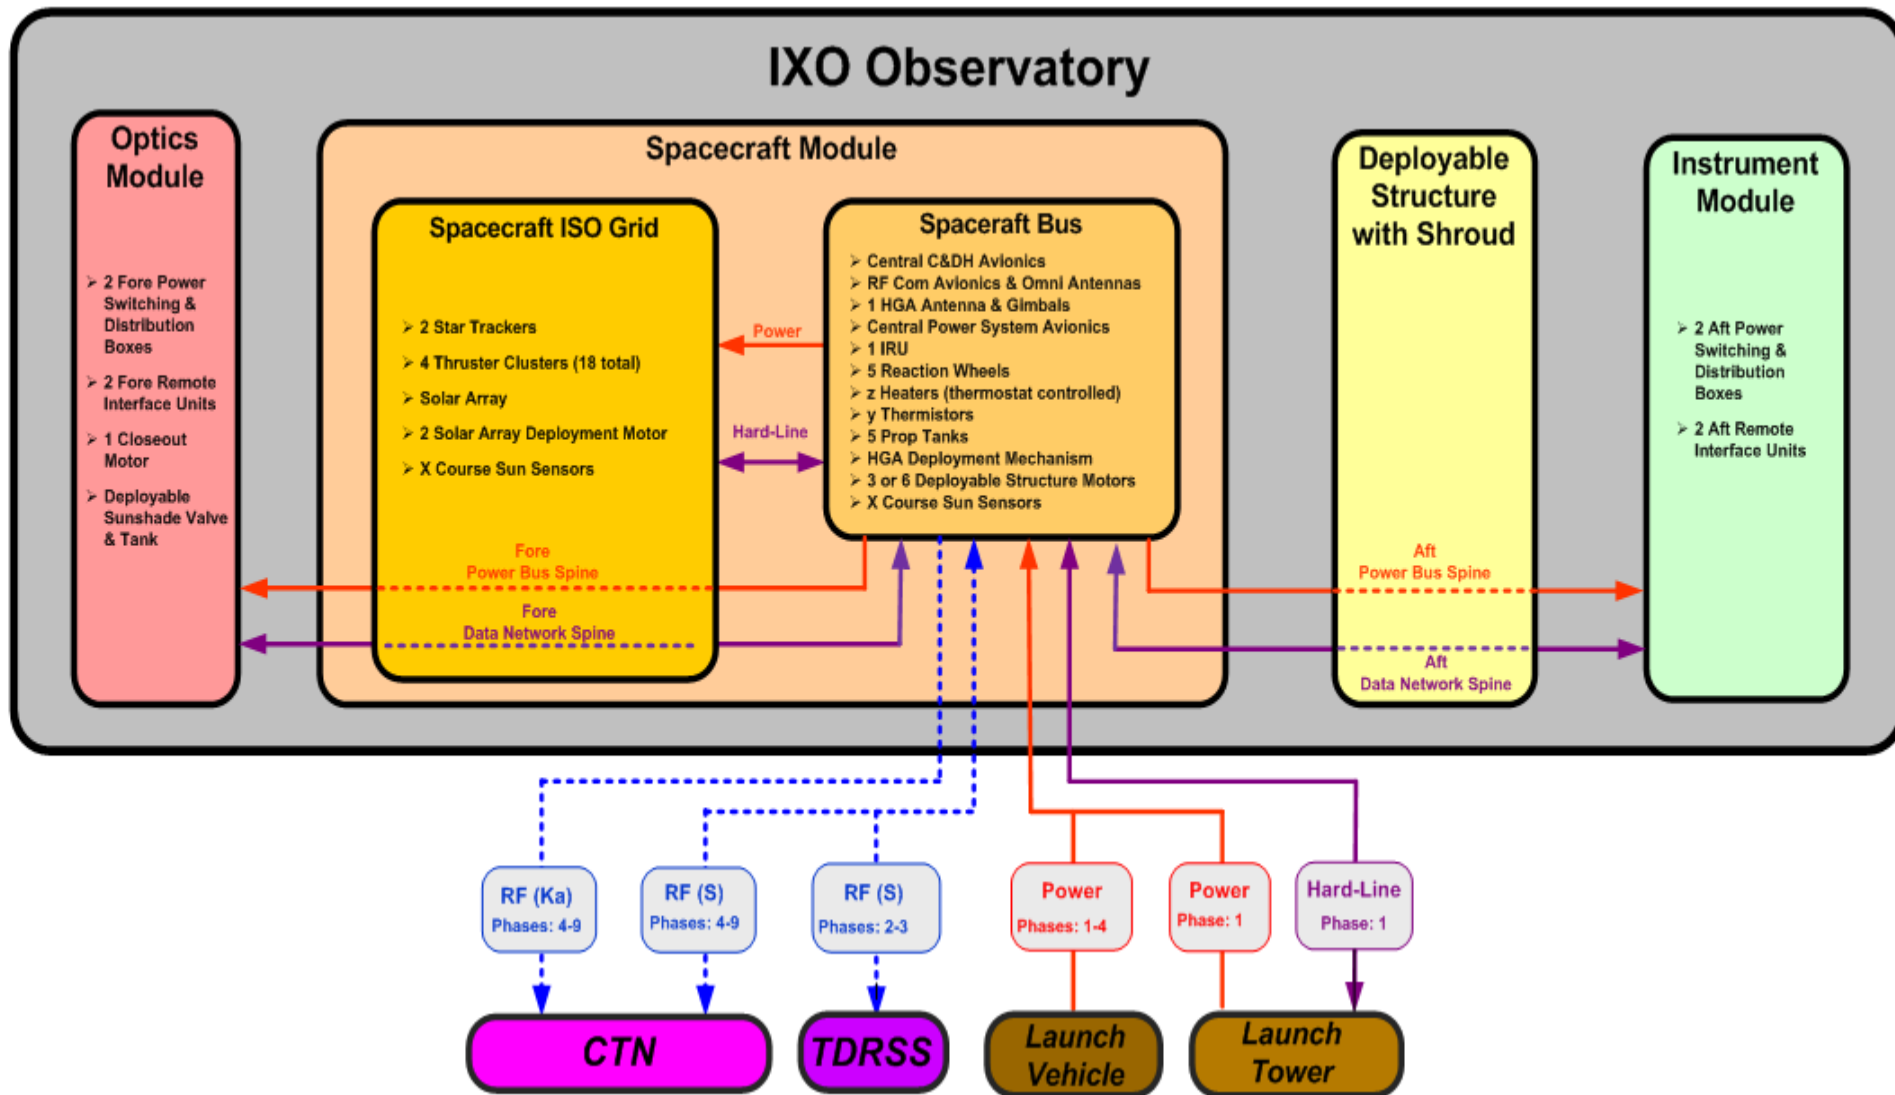 IXO Observatory
Optics
Module
➢ 2 Fore Power
Switching &
Distribution
Boxes
➢ 2 Fore Remote
Interface Units
➢ 1 Closeout
Motor
➢ Deployable
Sunshade Valve
& Tank
Spacecraft Module
Spacecraft ISO Grid
➢ 2 Star Trackers
➢ 4 Thruster Clusters (18 total)
➢ Solar Array
➢ 2 Solar Array Deployment Motor
➢ X Course Sun Sensors
Power
Hard-Line
Spaceraft Bus
➢ Central C&DH Avionics
➢ RF Com Avionics & Omni Antennas
➢ 1 HGA Antenna & Gimbals
➢ Central Power System Avionics
➢ 1 IRU
➢ 5 Reaction Wheels
➢ z Heaters (thermostat controlled)
➢ y Thermistors
➢ 5 Prop Tanks
➢ HGA Deployment Mechanism
➢ 3 or 6 Deployable Structure Motors
➢ X Course Sun Sensors
Fore
Power Bus Spine
Fore
Data Network Spine
Deployable
Structure
with Shroud
Aft
Power Bus Spine
Aft
Data Network Spine
Instrument
Module
➢ 2 Aft Power
Switching &
Distribution
Boxes
➢ 2 Aft Remote
Interface Units
RF (Ka)
Phases: 4-9
RF (S)
Phases: 4-9
RF (S)
Phases: 2-3
Power
Phases: 1-4
Power
Phase: 1
Hard-Line
Phase: 1
CTN
TDRSS
Launch
Vehicle
Launch
Tower